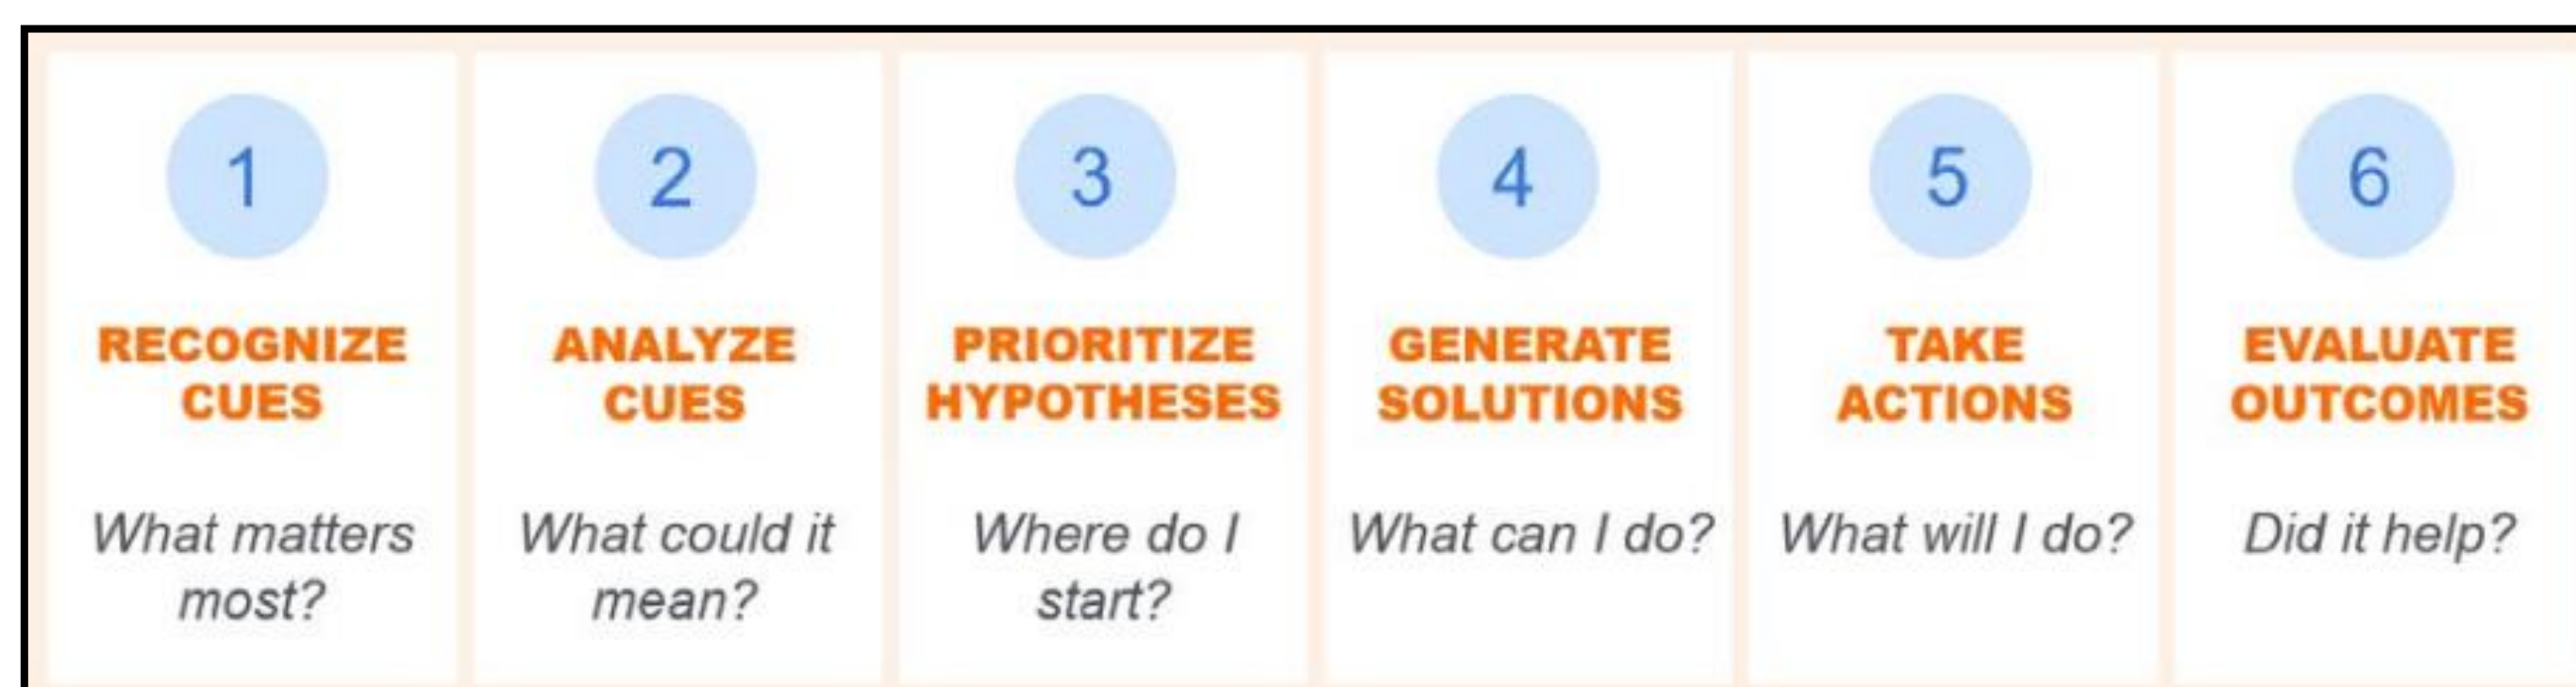 1
RECOGNIZE
CUES
What matters
most?
2
ANALYZE
CUES
What could it
mean?
3
PRIORITIZE
HYPOTHESES
Where do I
start?
4
GENERATE
SOLUTIONS
What can I do?
5
TAKE
ACTIONS
What will I do?
6
EVALUATE
OUTCOMES
Did it help?